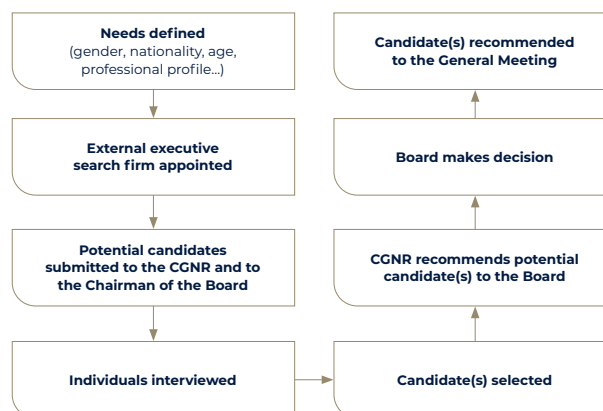 Needs defined
(gender, nationality, age,
professional profile...)
External executive
search firm appointed
Potential candidates
submitted to the CGNR and to
the Chairman of the Board
Individuals interviewed
Candidate(s) selected
CGNR recommends potential
candidate(s) to the Board
Board makes decision
Candidate(s) recommended
to the General Meeting